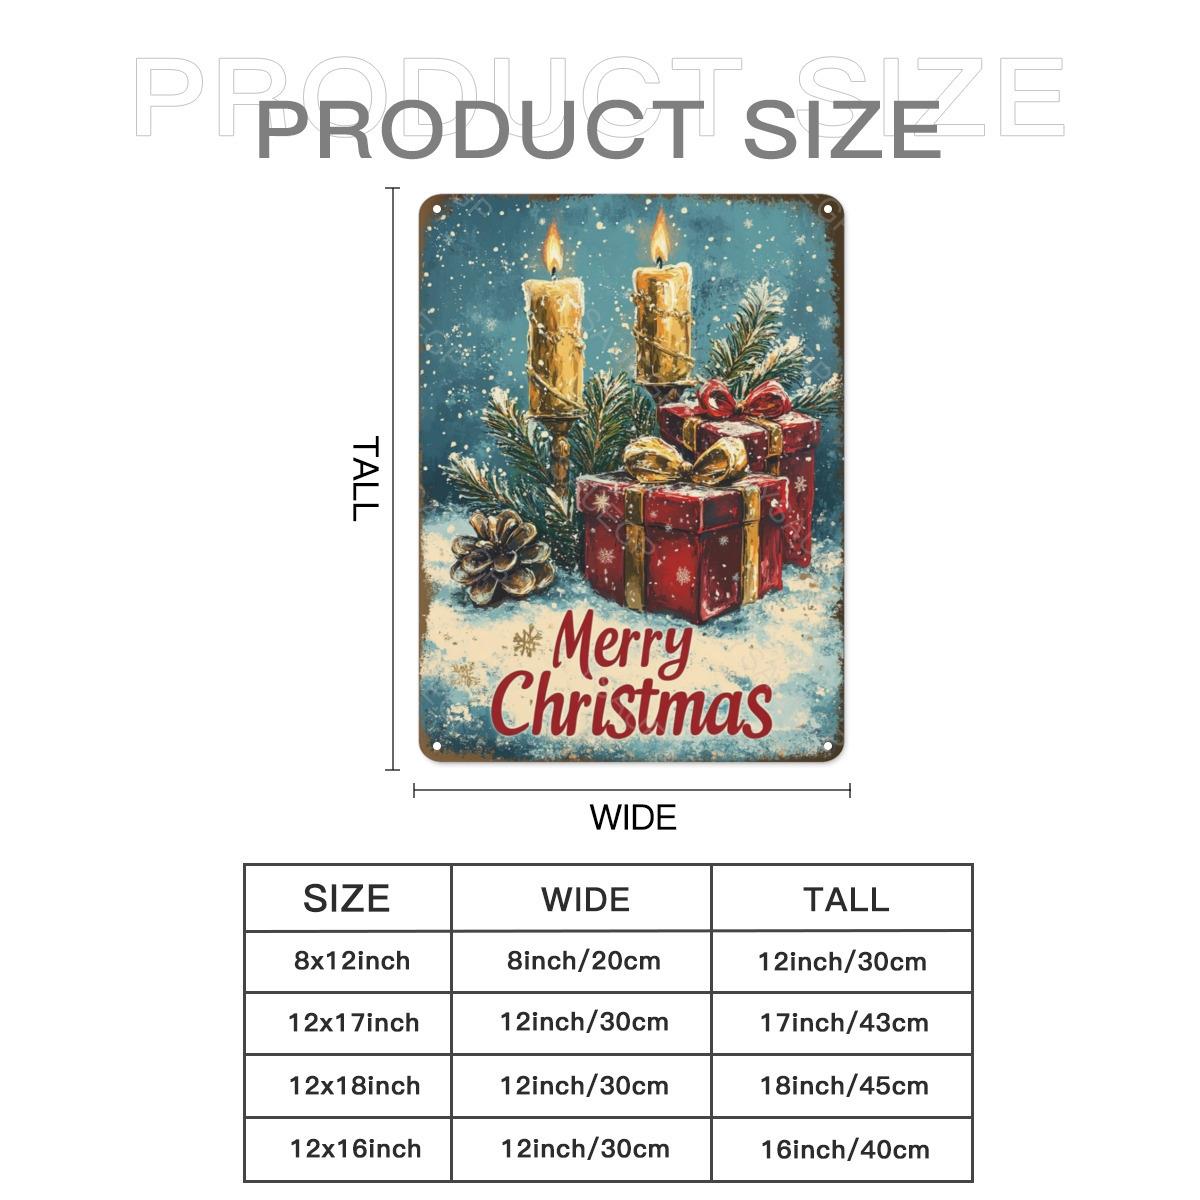 PRODUCT SIZE
PRODUCT SIZE
TALL
Merry
Christmas
WIDE
SIZE WIDE TALL
8x12inch 8inch/20cm 12inch/30cm
12x17inch 12inch/30cm 17inch/43cm
12x18inch 12inch/30cm 18inch/45cm
12x16inch 12inch/30cm 16inch/40cm